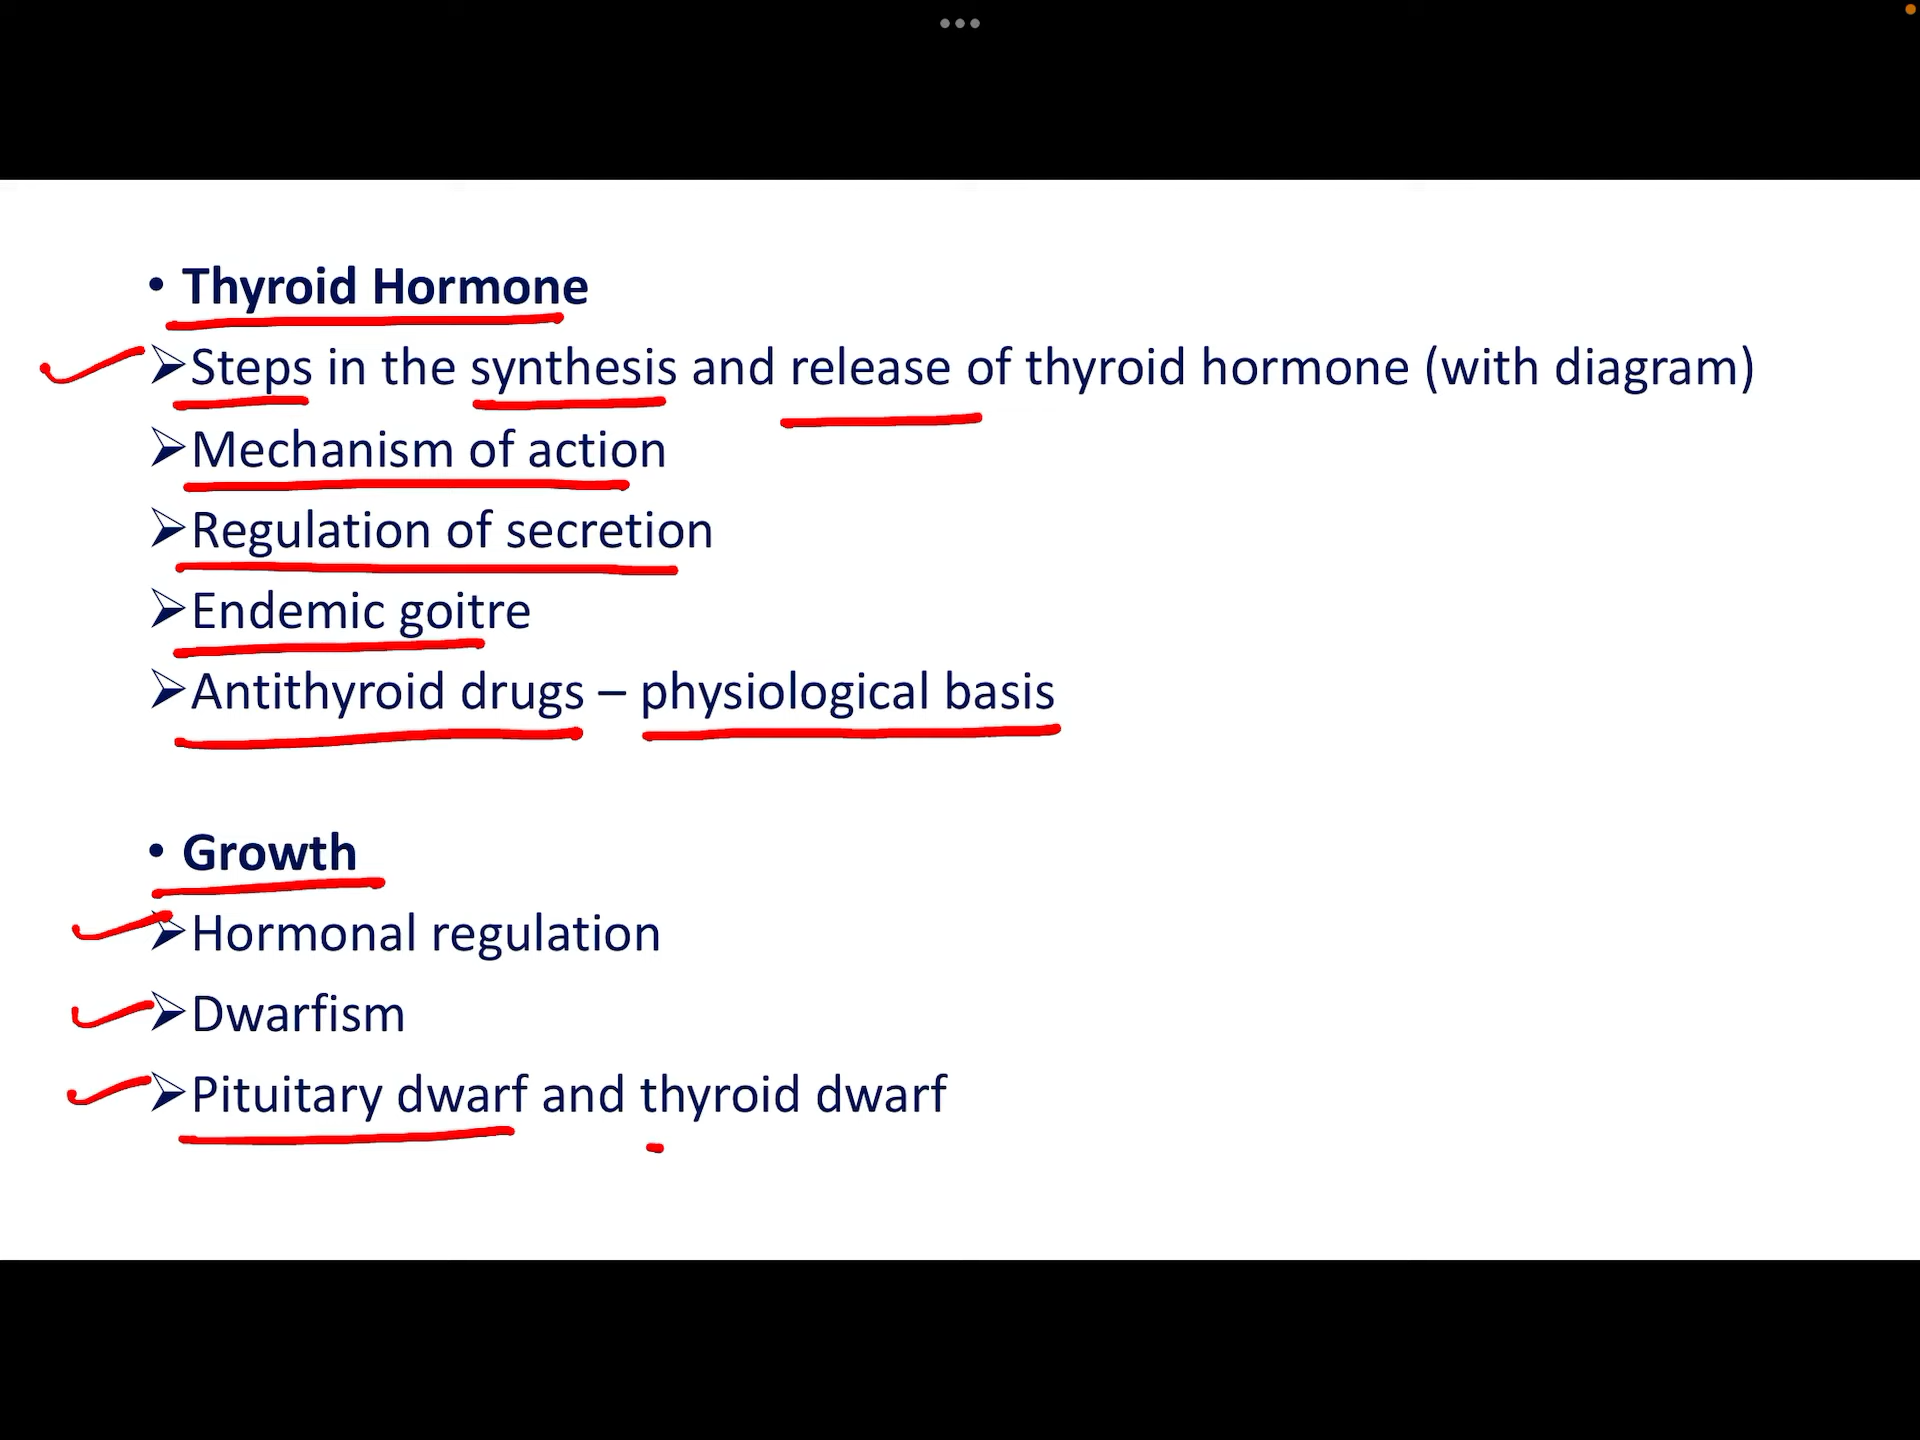 • Thyroid Hormone
➢Steps in the synthesis and release of thyroid hormone (with diagram)
➢Mechanism of action
➢Regulation of secretion
➢Endemic goitre
➢Antithyroid drugs – physiological basis
• Growth
➢Hormonal regulation
➢Dwarfism
➢Pituitary dwarf and thyroid dwarf